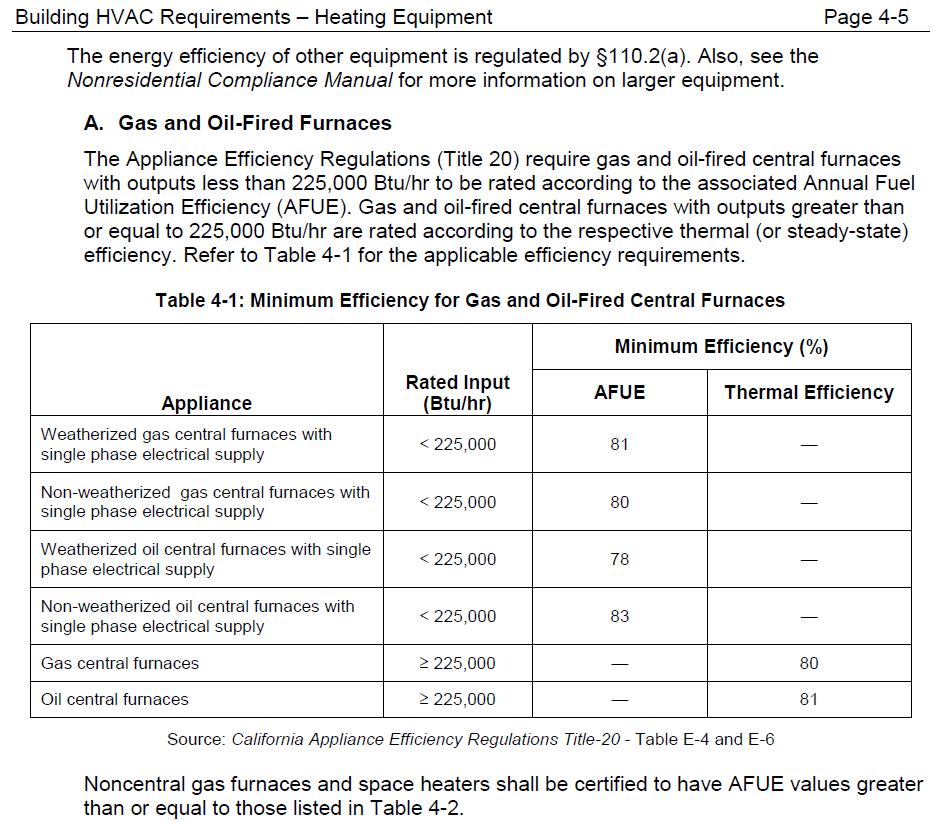 Building HVAC Requirements – Heating Equipment Page 4-5
The energy efficiency of other equipment is regulated by §110.2(a). Also, see the
Nonresidential Compliance Manual for more information on larger equipment.
A. Gas and Oil-Fired Furnaces
The Appliance Efficiency Regulations (Title 20) require gas and oil-fired central furnaces
with outputs less than 225,000 Btu/hr to be rated according to the associated Annual Fuel
Utilization Efficiency (AFUE). Gas and oil-fired central furnaces with outputs greater than
or equal to 225,000 Btu/hr are rated according to the respective thermal (or steady-state)
efficiency. Refer to Table 4-1 for the applicable efficiency requirements.
Table 4-1: Minimum Efficiency for Gas and Oil-Fired Central Furnaces
Appliance
Rated Input
(Btu/hr)
Minimum Efficiency (%)
AFUE
Thermal Efficiency
Weatherized gas central furnaces with
single phase electrical supply
< 225,000
81
—
Non-weatherized gas central furnaces with
single phase electrical supply
< 225,000
80
—
Weatherized oil central furnaces with single
phase electrical supply
< 225,000
78
—
Non-weatherized oil central furnaces with
single phase electrical supply
< 225,000
83
—
Gas central furnaces
≥ 225,000
—
80
Oil central furnaces
≥ 225,000
—
81
Source: California Appliance Efficiency Regulations Title-20 - Table E-4 and E-6
Noncentral gas furnaces and space heaters shall be certified to have AFUE values greater
than or equal to those listed in Table 4-2.